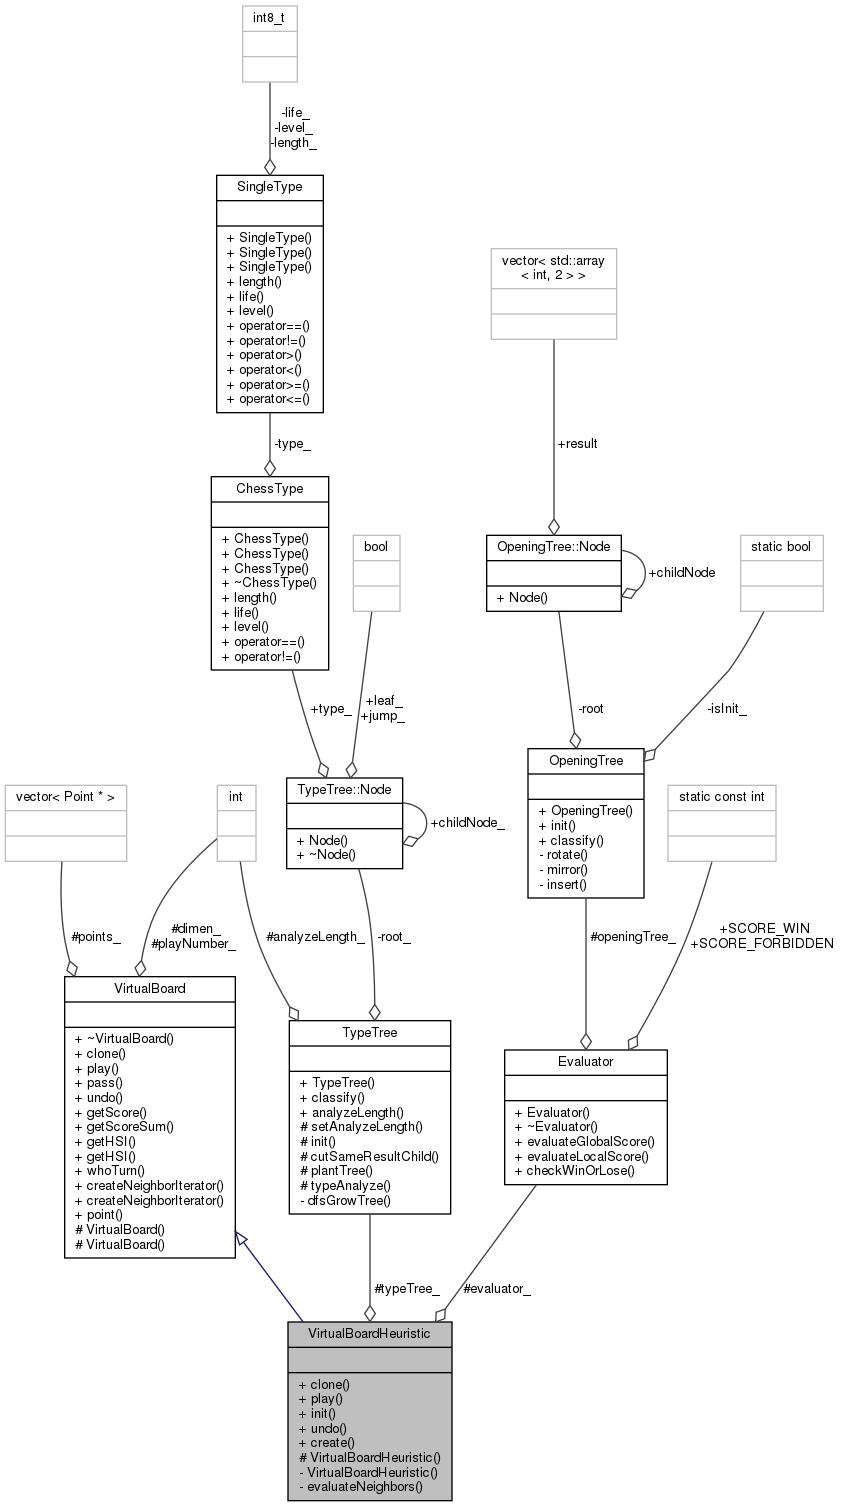 int8_t
-life_
-level_
-length_
SingleType
+ SingleType()
+ SingleType()
+ SingleType()
+ length()
+ life()
+ level()
+ operator==()
+ operator!=()
+ operator>()
+ operator<()
+ operator>=()
+ operator<=()
-type_
ChessType
+ ChessType()
+ ChessType()
+ ChessType()
+ ~ChessType()
+ length()
+ life()
+ level()
+ operator==()
+ operator!=()
+type_
bool
+leaf_
+jump_
vector< std::array
< int, 2 > >
+result
OpeningTree::Node
+ Node()
+childNode
static bool
-root
-isInit_
TypeTree::Node
+ Node()
+ ~Node()
+childNode_
OpeningTree
+ OpeningTree()
+ init()
+ classify()
- rotate()
- mirror()
- insert()
vector< Point * >
int
static const int
#points_
#dimen_
#playNumber_
#analyzeLength_
-root_
#openingTree_
+SCORE_WIN
+SCORE_FORBIDDEN
VirtualBoard
+ ~VirtualBoard()
+ clone()
+ play()
+ pass()
+ undo()
+ getScore()
+ getScoreSum()
+ getHSI()
+ getHSI()
+ whoTurn()
+ createNeighborIterator()
+ createNeighborIterator()
+ point()
# VirtualBoard()
# VirtualBoard()
TypeTree
+ TypeTree()
+ classify()
+ analyzeLength()
# setAnalyzeLength()
# init()
# cutSameResultChild()
# plantTree()
# typeAnalyze()
- dfsGrowTree()
Evaluator
+ Evaluator()
+ ~Evaluator()
+ evaluateGlobalScore()
+ evaluateLocalScore()
+ checkWinOrLose()
#typeTree_
#evaluator_
VirtualBoardHeuristic
+ clone()
+ play()
+ init()
+ undo()
+ create()
# VirtualBoardHeuristic()
- VirtualBoardHeuristic()
- evaluateNeighbors()